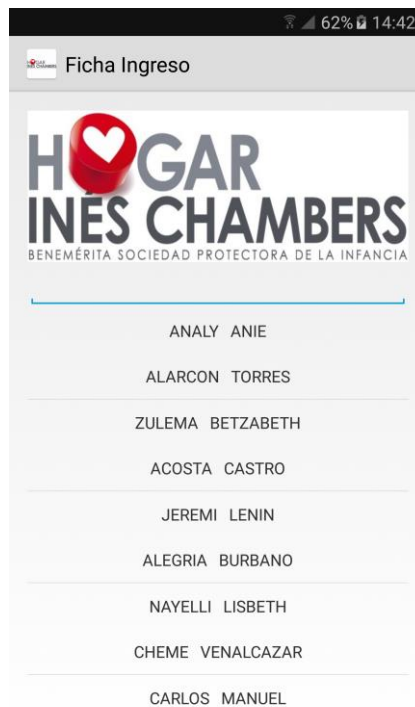 62% 14:42
Ficha Ingreso
HOGAR
INÉS CHAMBERS
BENEMÉRITA SOCIEDAD PROTECTORA DE LA INFANCIA
ANALY ANIE
ALARCON TORRES
ZULEMA BETZABETH
ACOSTA CASTRO
JEREMI LENIN
ALEGRIA BURBANO
NAYELLI LISBETH
CHEME VENALCAZAR
CARLOS MANUEL